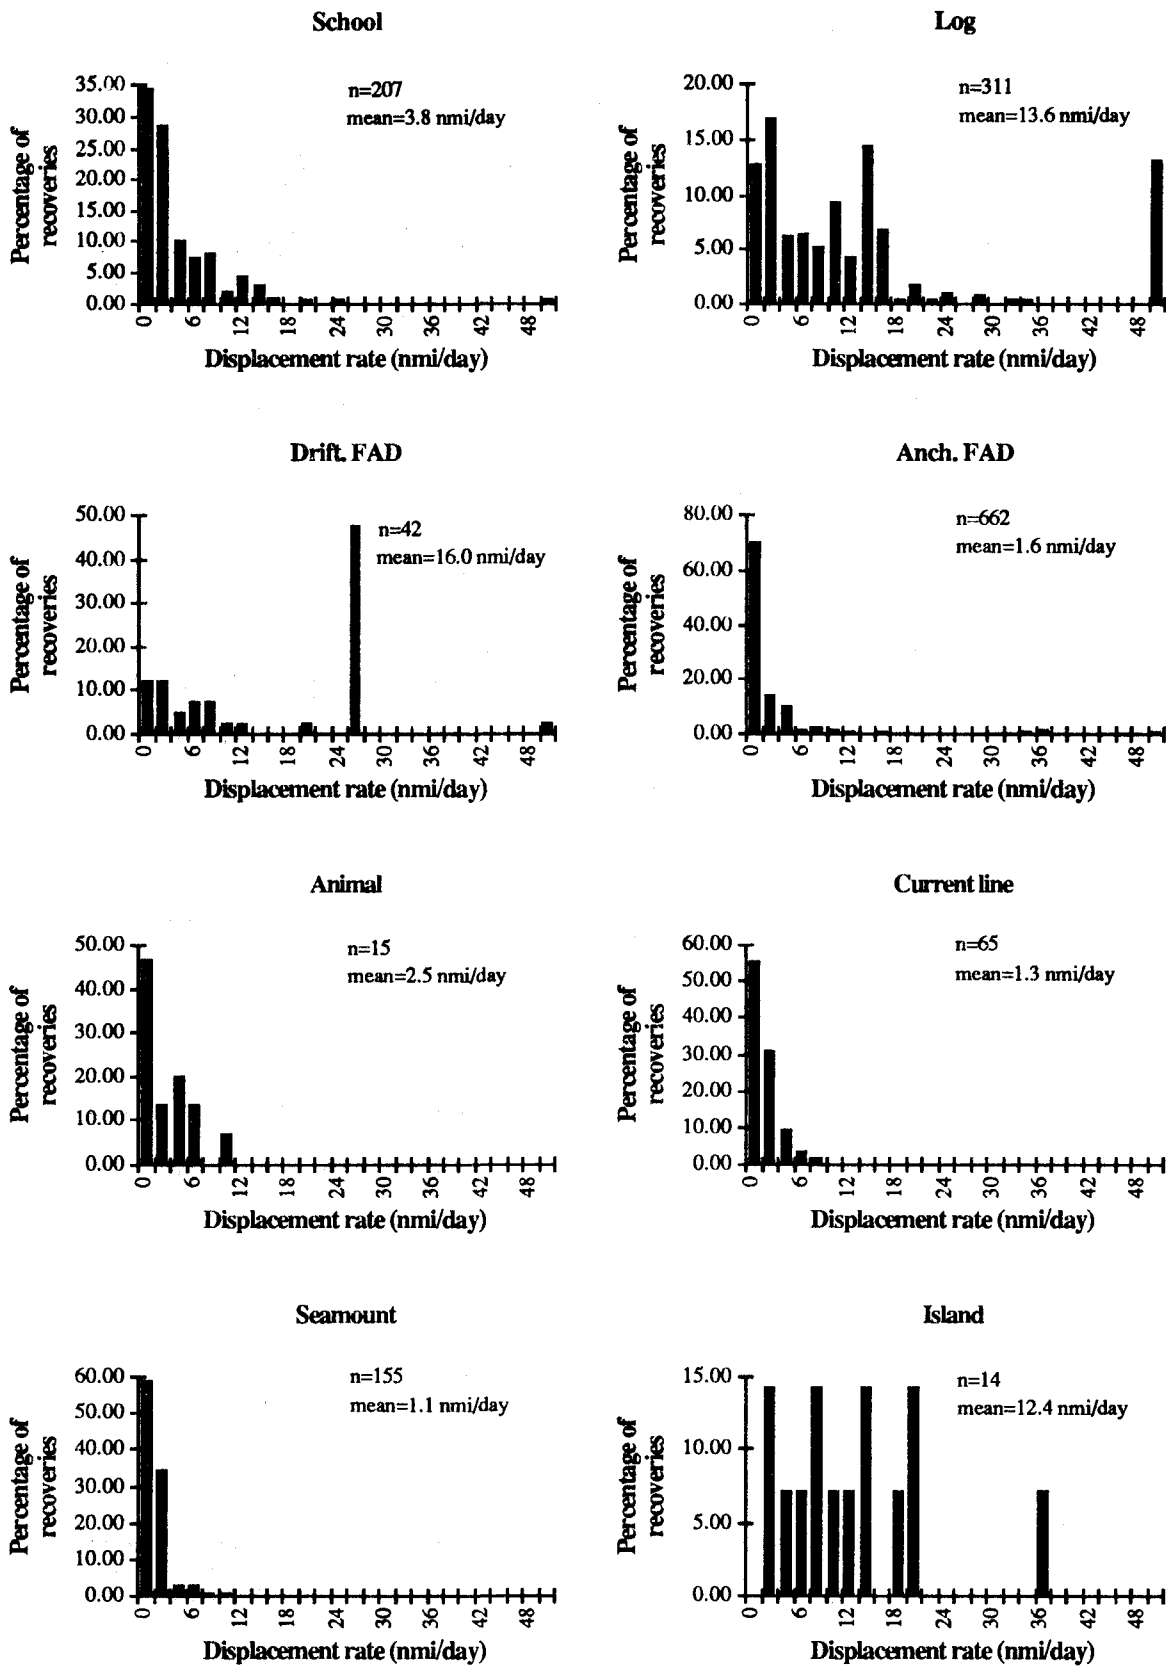 School
n=207
mean=3.8 nmi/day
Percentage of
recoveries
35.00
30.00
25.00
20.00
15.00
10.00
5.00
0.00
0 6 12 18 24 30 36 42 48
Displacement rate (nmi/day)
Log
n=311
mean=13.6 nmi/day
Percentage of
recoveries
20.00
15.00
10.00
5.00
0.00
0 6 12 18 24 30 36 42 48
Displacement rate (nmi/day)
Drift. FAD
n=42
mean=16.0 nmi/day
Percentage of
recoveries
50.00
40.00
30.00
20.00
10.00
0.00
0 6 12 18 24 30 36 42 48
Displacement rate (nmi/day)
Anch. FAD
n=662
mean=1.6 nmi/day
Percentage of
recoveries
80.00
60.00
40.00
20.00
0.00
0 6 12 18 24 30 36 42 48
Displacement rate (nmi/day)
Animal
n=15
mean=2.5 nmi/day
Percentage of
recoveries
50.00
40.00
30.00
20.00
10.00
0.00
0 6 12 18 24 30 36 42 48
Displacement rate (nmi/day)
Current line
n=65
mean=1.3 nmi/day
Percentage of
recoveries
60.00
50.00
40.00
30.00
20.00
10.00
0.00
0 6 12 18 24 30 36 42 48
Displacement rate (nmi/day)
Seamount
n=155
mean=1.1 nmi/day
Percentage of
recoveries
60.00
50.00
40.00
30.00
20.00
10.00
0.00
0 6 12 18 24 30 36 42 48
Displacement rate (nmi/day)
Island
n=14
mean=12.4 nmi/day
Percentage of
recoveries
15.00
10.00
5.00
0.00
0 6 12 18 24 30 36 42 48
Displacement rate (nmi/day)